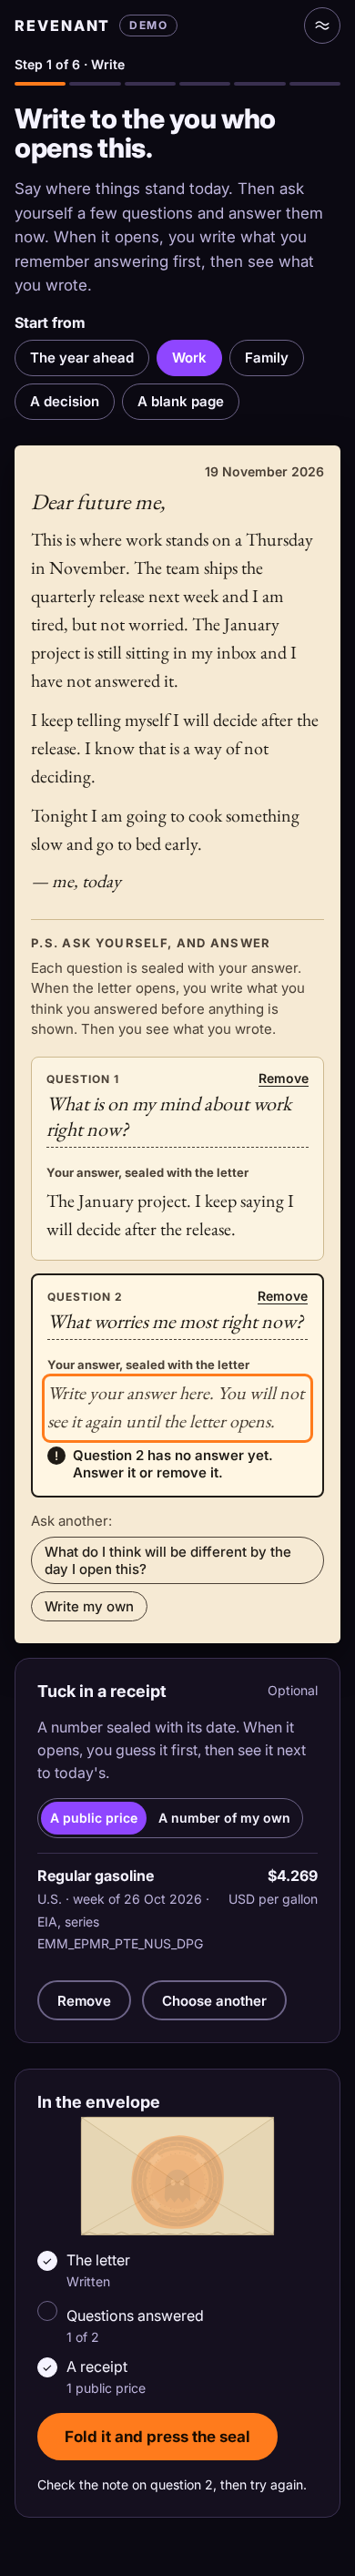 REVENANT DEMO
Step 1 of 6 · Write
Write to the you who
opens this.
Say where things stand today. Then ask
yourself a few questions and answer them
now. When it opens, you write what you
remember answering first, then see what
you wrote.
Start from
The year ahead Work Family
A decision A blank page
19 November 2026
Dear future me,
This is where work stands on a Thursday
in November. The team ships the
quarterly release next week and I am
tired, but not worried. The January
project is still sitting in my inbox and I
have not answered it.
I keep telling myself I will decide after the
release. I know that is a way of not
deciding.
Tonight I am going to cook something
slow and go to bed early.
— me, today
P.S. ASK YOURSELF, AND ANSWER
Each question is sealed with your answer.
When the letter opens, you write what you
think you answered before anything is
shown. Then you see what you wrote.
QUESTION 1 Remove
What is on my mind about work
right now?
Your answer, sealed with the letter
The January project. I keep saying I
will decide after the release.
QUESTION 2 Remove
What worries me most right now?
Your answer, sealed with the letter
Write your answer here. You will not
see it again until the letter opens.
! Question 2 has no answer yet.
Answer it or remove it.
Ask another:
What do I think will be different by the
day I open this?
Write my own
Tuck in a receipt Optional
A number sealed with its date. When it
opens, you guess it first, then see it next
to today's.
A public price A number of my own
Regular gasoline $4.269
U.S. · week of 26 Oct 2026 · USD per gallon
EIA, series
EMM_EPMR_PTE_NUS_DPG
Remove Choose another
In the envelope
The letter
Written
Questions answered
1 of 2
A receipt
1 public price
Fold it and press the seal
Check the note on question 2, then try again.